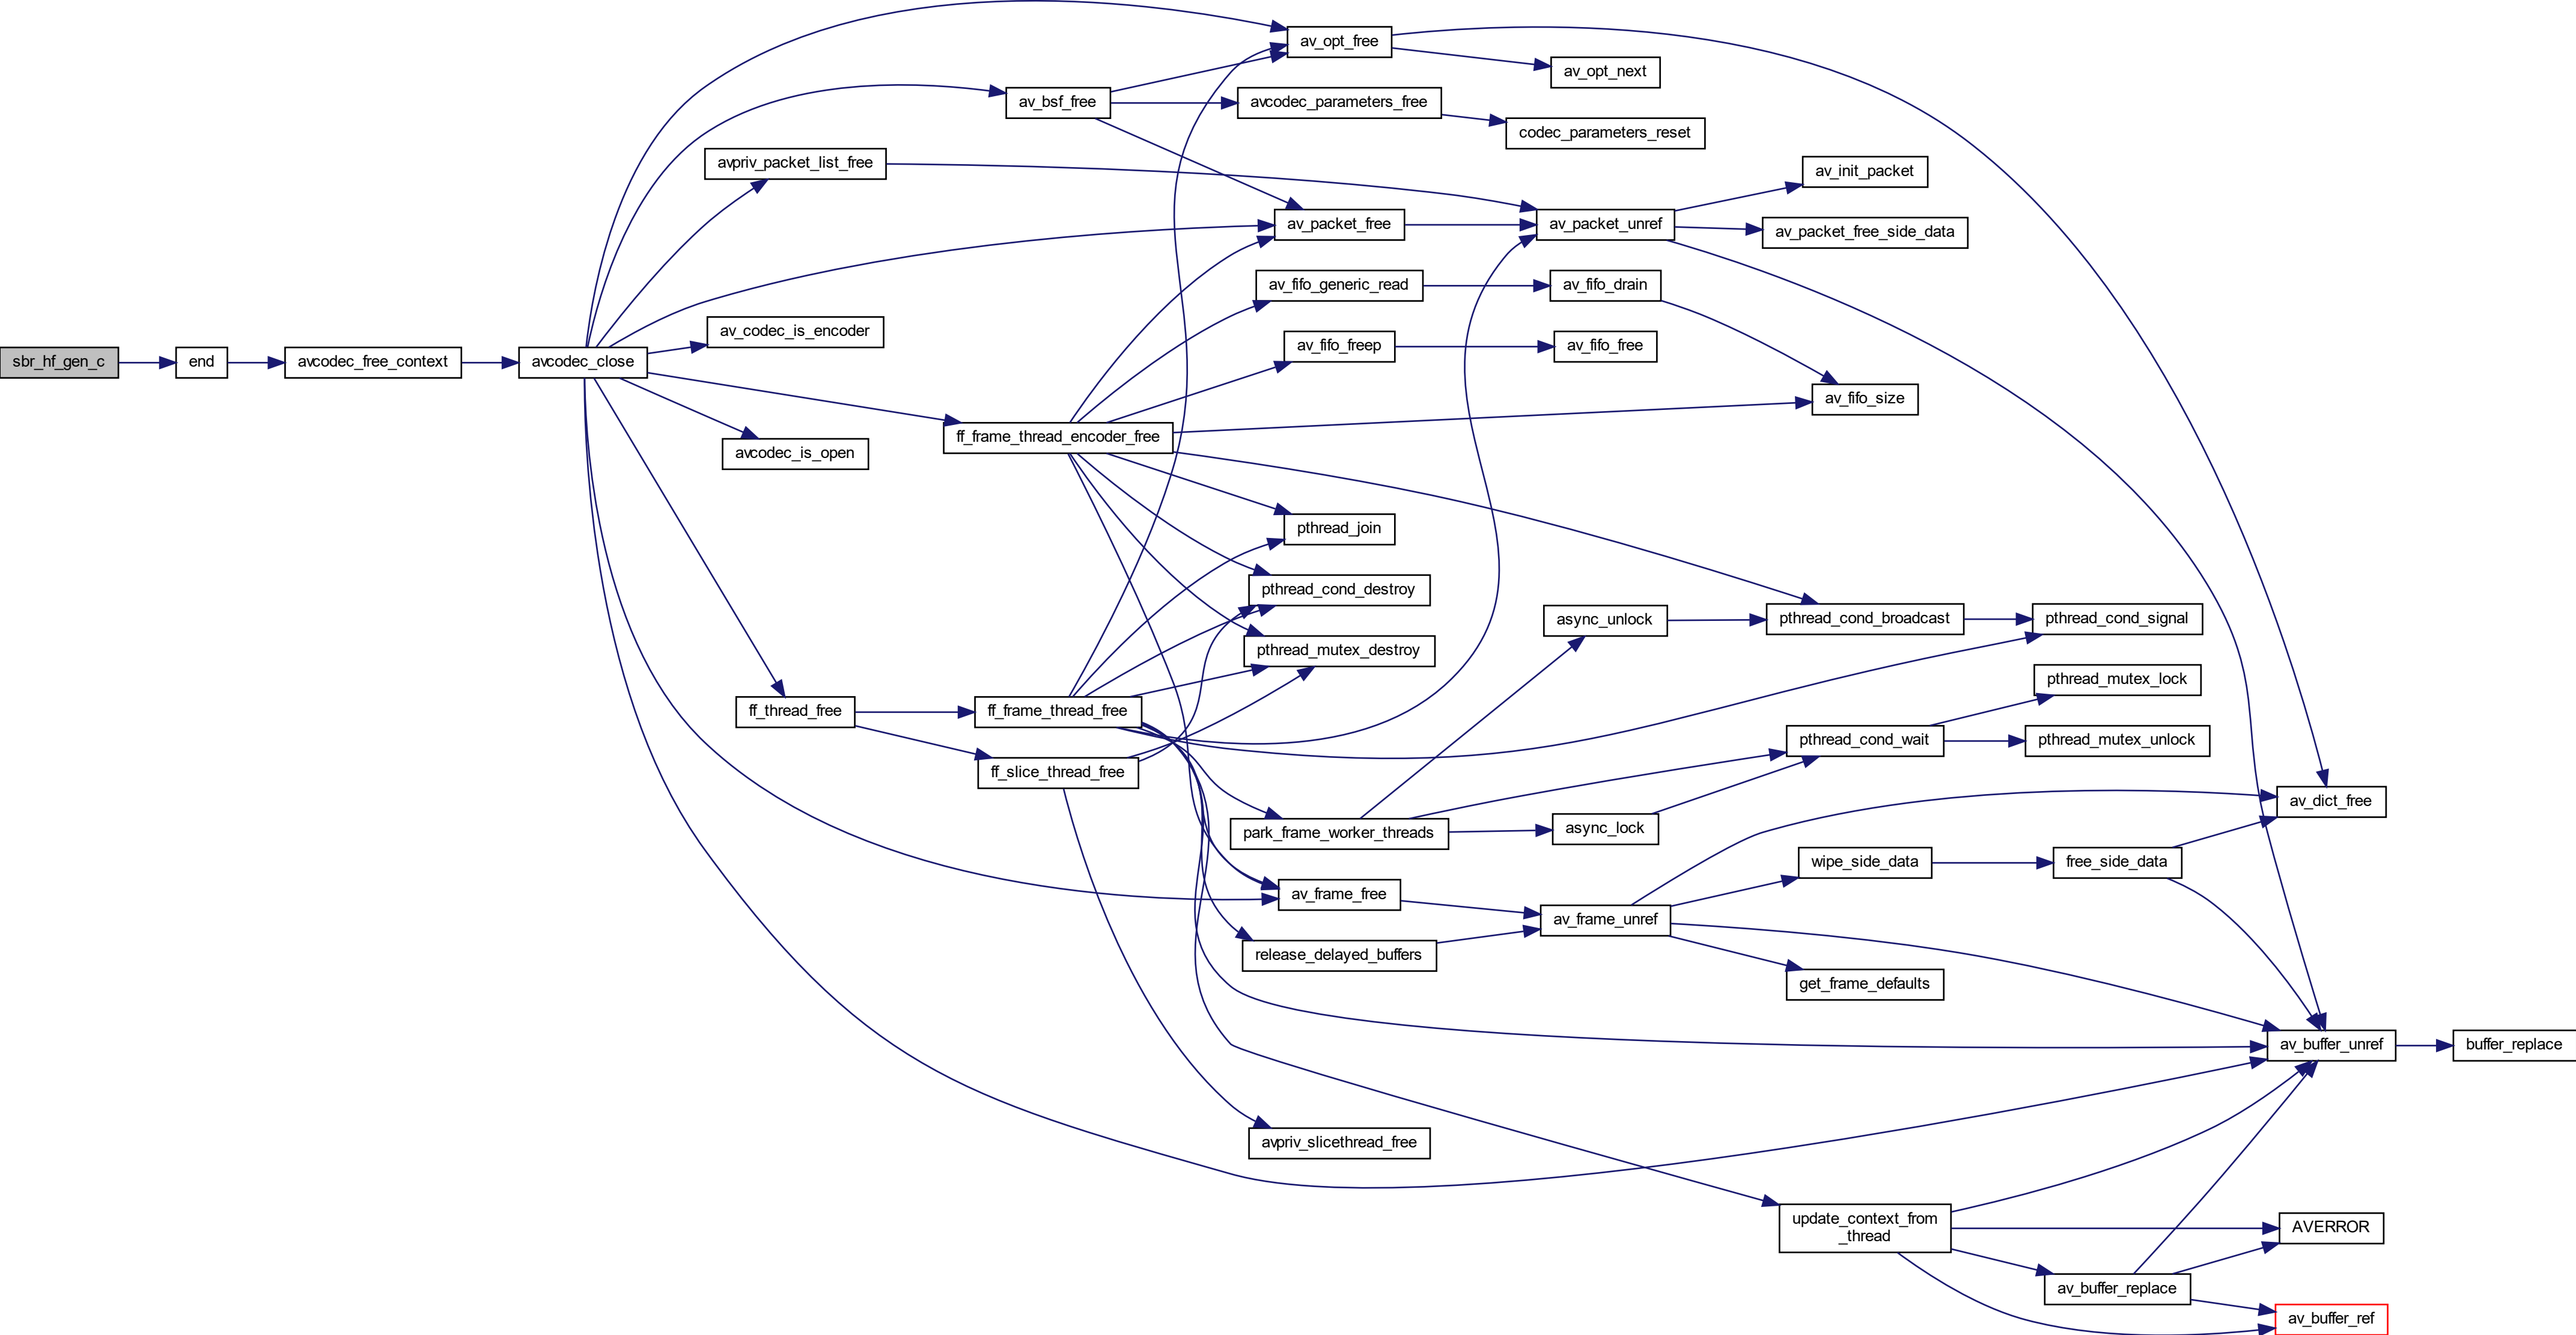 av_opt_free
av_opt_next
av_bsf_free
avcodec_parameters_free
codec_parameters_reset
avpriv_packet_list_free
av_init_packet
av_packet_free
av_packet_unref
av_packet_free_side_data
av_fifo_generic_read
av_fifo_drain
av_codec_is_encoder
av_fifo_freep
av_fifo_free
sbr_hf_gen_c
end
avcodec_free_context
avcodec_close
av_fifo_size
ff_frame_thread_encoder_free
avcodec_is_open
pthread_join
pthread_cond_destroy
async_unlock
pthread_cond_broadcast
pthread_cond_signal
pthread_mutex_destroy
pthread_mutex_lock
ff_thread_free
ff_frame_thread_free
pthread_cond_wait
pthread_mutex_unlock
ff_slice_thread_free
av_dict_free
park_frame_worker_threads
async_lock
wipe_side_data
free_side_data
av_frame_free
av_frame_unref
release_delayed_buffers
get_frame_defaults
av_buffer_unref
buffer_replace
avpriv_slicethread_free
update_context_from
_thread
AVERROR
av_buffer_replace
av_buffer_ref